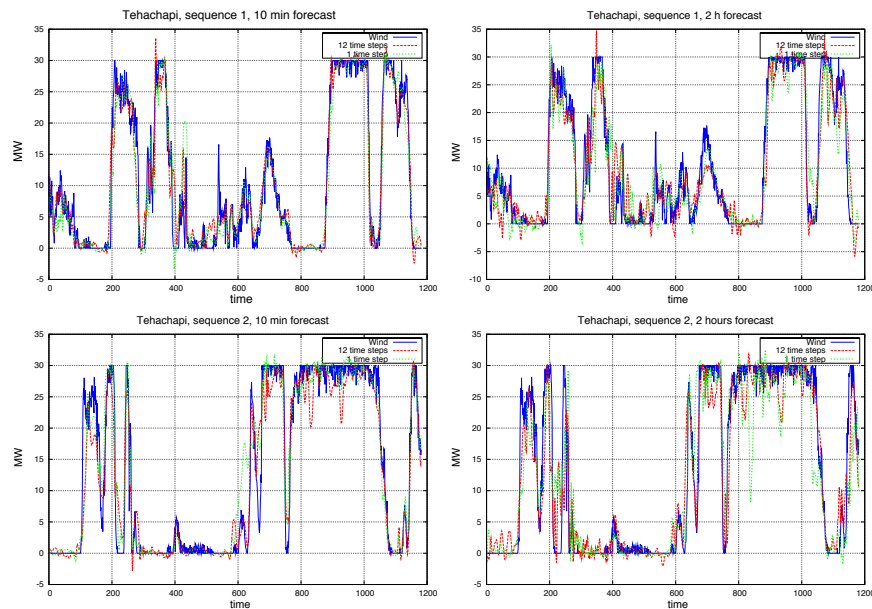 Tehachapi, sequence 1, 10 min forecast
Wind
12 time steps
1 time step
35
30
25
20
15
10
5
0
-5
MW
0 200 400 600 800 1000 1200
time
Tehachapi, sequence 1, 2 h forecast
Wind
12 time steps
1 time step
35
30
25
20
15
10
5
0
-5
-10
MW
0 200 400 600 800 1000 1200
time
Tehachapi, sequence 2, 10 min forecast
Wind
12 time steps
1 time step
35
30
25
20
15
10
5
0
-5
MW
0 200 400 600 800 1000 1200
time
Tehachapi, sequence 2, 2 hours forecast
Wind
12 time steps
1 time step
35
30
25
20
15
10
5
0
-5
MW
0 200 400 600 800 1000 1200
time